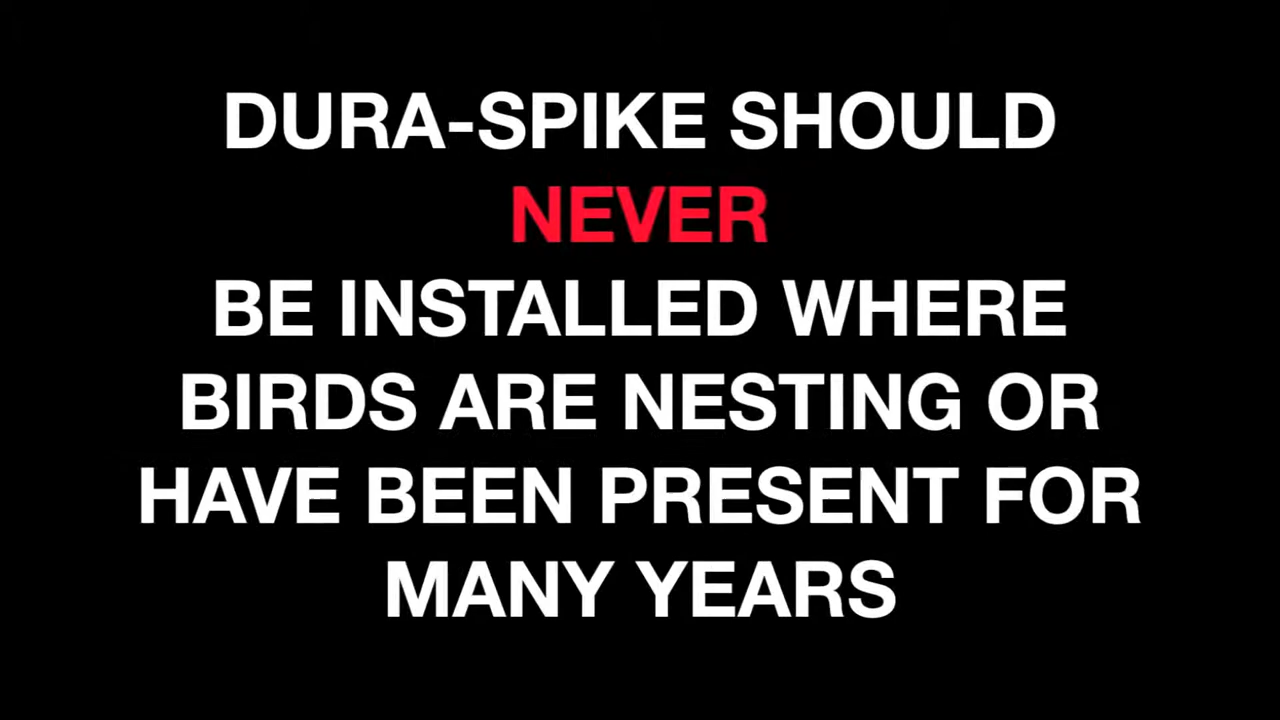 DURA-SPIKE SHOULD
NEVER
BE INSTALLED WHERE
BIRDS ARE NESTING OR
HAVE BEEN PRESENT FOR
MANY YEARS